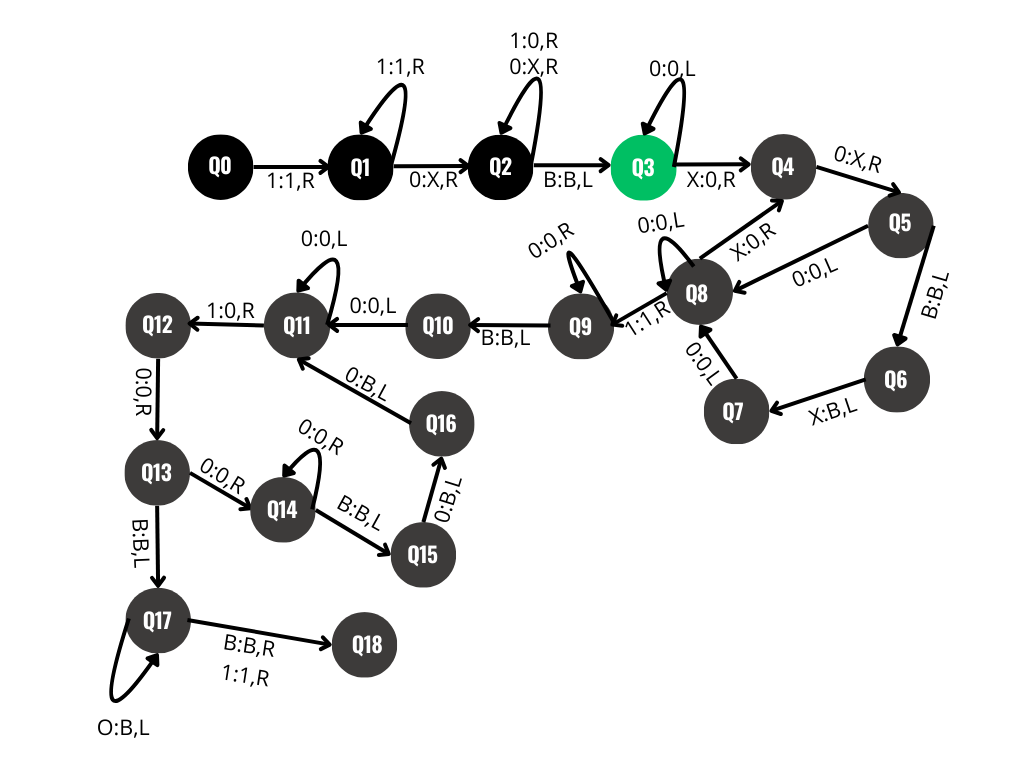 1:0,R
0:X,R
1:1,R
0:0,L
Q0
1:1,R
Q1
0:X,R
Q2
B:B,L
Q3
X:0,R
Q4
0:X,R
Q5
0:0,L
B:B,L
0:0,L
0:0,R
0:0,L
X:0,R
Q8
1:1,R
Q9
B:B,L
Q10
0:0,L
Q11
1:0,R
Q12
Q6
X:B,L
Q7
0:0,L
0:0,R
0:B,L
Q16
Q13
0:0,R
0:0,R
Q14
B:B,L
0:B,L
Q15
B:B,L
Q17
B:B,R
1:1,R
Q18
O:B,L